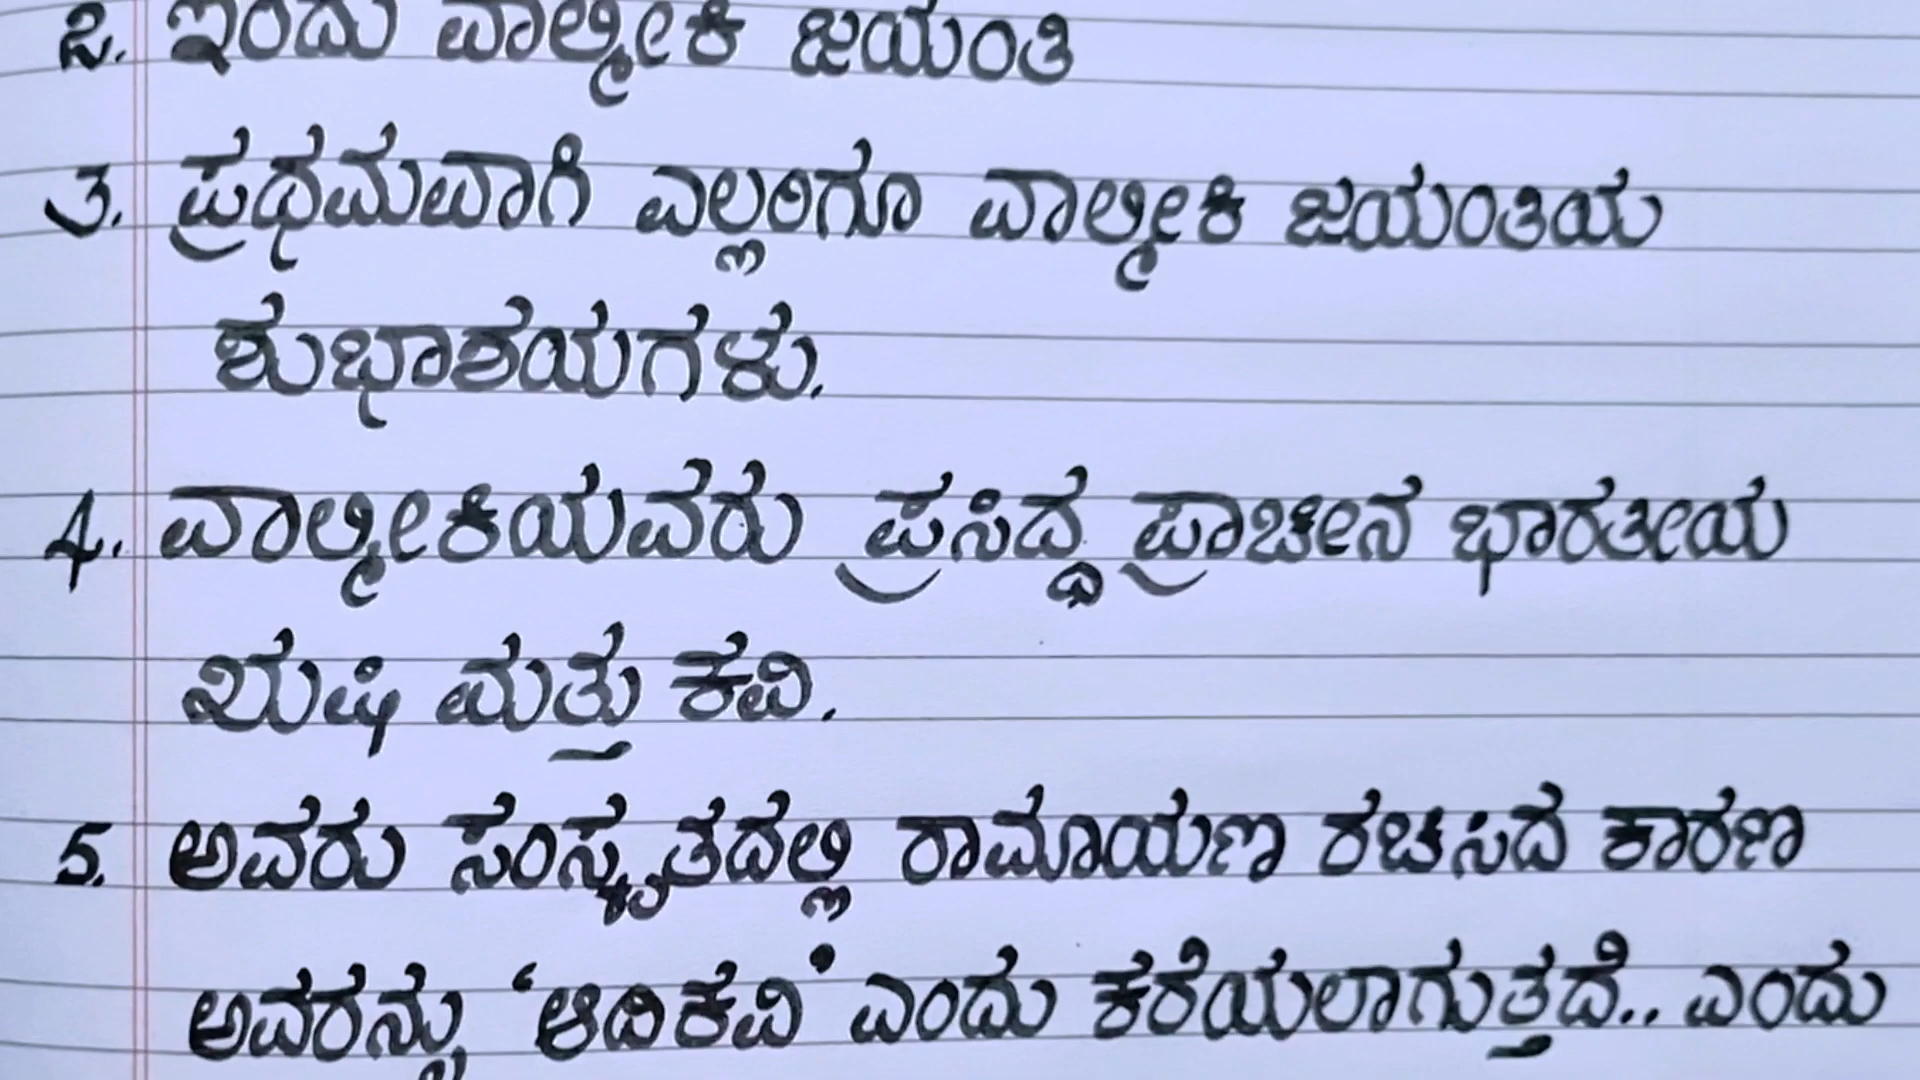 2. ಇಂದು ವಾಲ್ಮೀಕಿ ಜಯಂತಿ
3. ಪ್ರಥಮವಾಗಿ ಎಲ್ಲರಿಗೂ ವಾಲ್ಮೀಕಿ ಜಯಂತಿಯ
ಶುಭಾಶಯಗಳು.
4. ವಾಲ್ಮೀಕಿಯವರು ಪ್ರಸಿದ್ಧ ಪ್ರಾಚೀನ ಭಾರತೀಯ
ಋಷಿ ಮತ್ತು ಕವಿ.
5. ಅವರು ಸಂಸ್ಕೃತದಲ್ಲಿ ರಾಮಾಯಣ ರಚಿಸಿದ ಕಾರಣ
ಅವರನ್ನು ‘ಆದಿಕವಿ’ ಎಂದು ಕರೆಯಲಾಗುತ್ತದೆ.. ಎಂದು